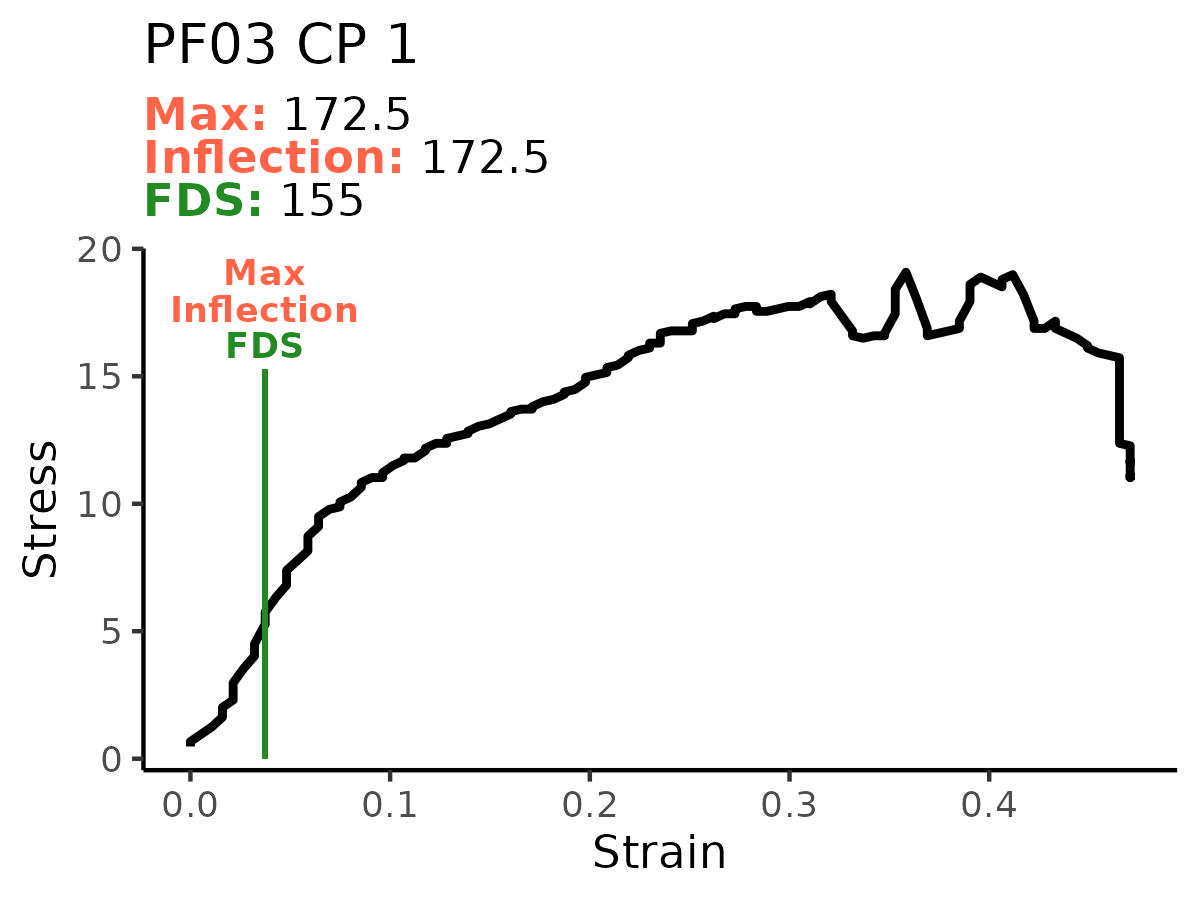 PF03 CP 1
Max: 172.5
Inflection: 172.5
FDS: 155
20
Max
Inflection
FDS
15
10
5
0
Stress
0.0 0.1 0.2 0.3 0.4
Strain